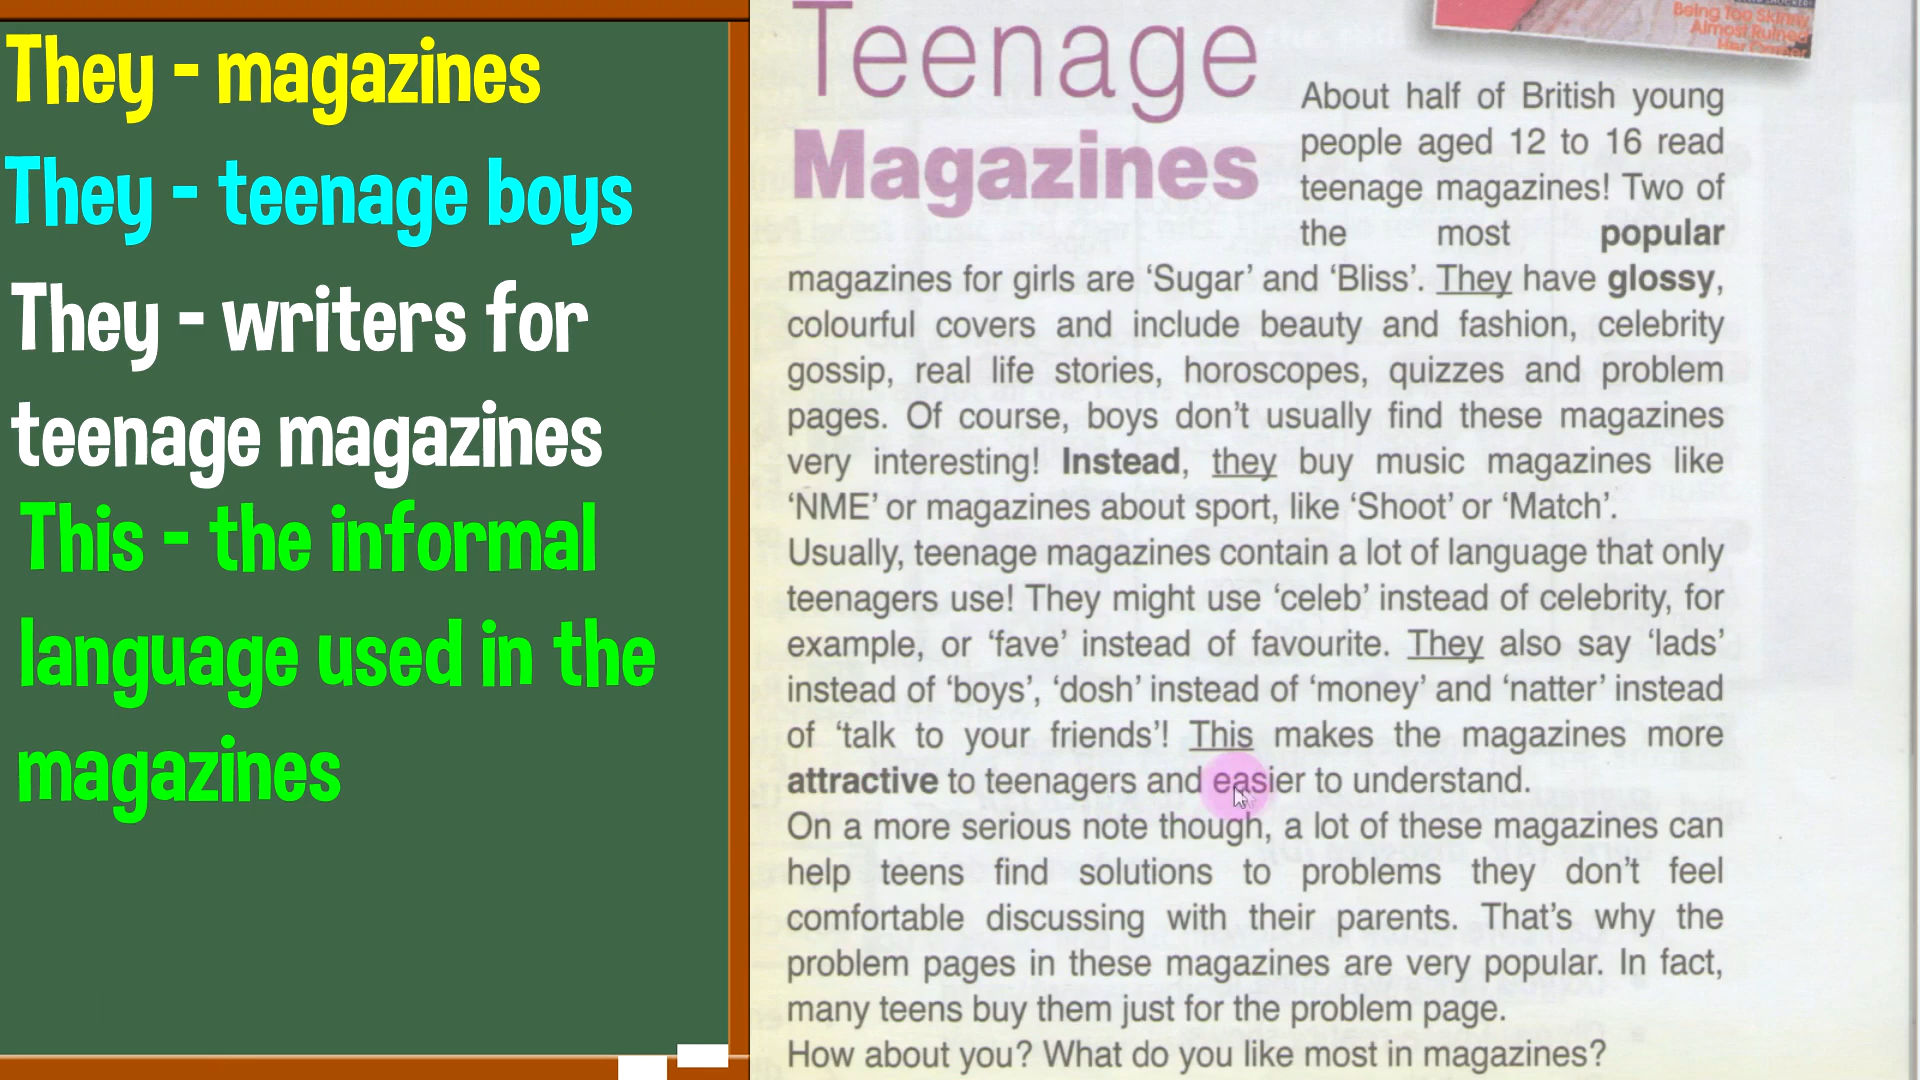 They - magazines
They - teenage boys
They - writers for
teenage magazines
This - the informal
language used in the
magazines
Being Too Skinny
Almost Ruined
Her Career
Teenage
Magazines
About half of British young
people aged 12 to 16 read
teenage magazines! Two of
the most popular
magazines for girls are ‘Sugar’ and ‘Bliss’. They have glossy,
colourful covers and include beauty and fashion, celebrity
gossip, real life stories, horoscopes, quizzes and problem
pages. Of course, boys don’t usually find these magazines
very interesting! Instead, they buy music magazines like
‘NME’ or magazines about sport, like ‘Shoot’ or ‘Match’.
Usually, teenage magazines contain a lot of language that only
teenagers use! They might use ‘celeb’ instead of celebrity, for
example, or ‘fave’ instead of favourite. They also say ‘lads’
instead of ‘boys’, ‘dosh’ instead of ‘money’ and ‘natter’ instead
of ‘talk to your friends’! This makes the magazines more
attractive to teenagers and easier to understand.
On a more serious note though, a lot of these magazines can
help teens find solutions to problems they don’t feel
comfortable discussing with their parents. That’s why the
problem pages in these magazines are very popular. In fact,
many teens buy them just for the problem page.
How about you? What do you like most in magazines?